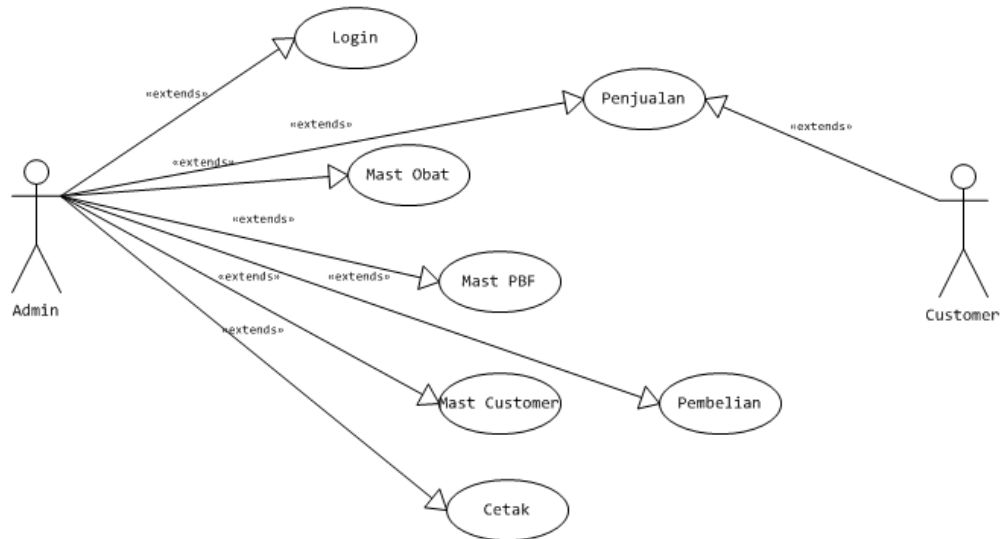 Login
«extends»
Penjualan
«extends»
«extends»
«extends»
Mast Obat
«extends»
Mast PBF
«extends»
«extends»
Admin
Customer
«extends»
Mast Customer
Pembelian
Cetak